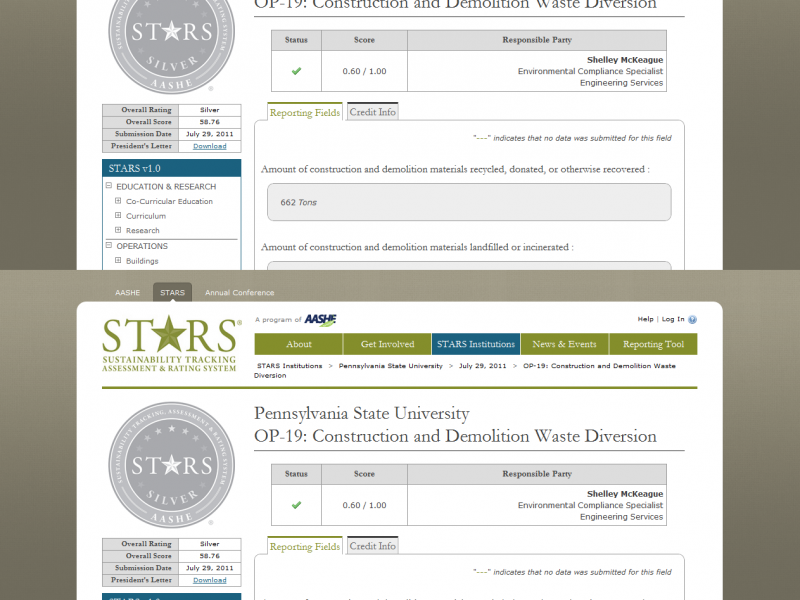 OP-19: Construction and Demolition Waste Diversion
STARS
SILVER
AASHE
Status Score Responsible Party
0.60 / 1.00
Shelley McKeague
Environmental Compliance Specialist
Engineering Services
Overall Rating Silver
Overall Score 58.76
Submission Date July 29, 2011
President's Letter Download
Reporting Fields Credit Info
"---" indicates that no data was submitted for this field
STARS v1.0
EDUCATION & RESEARCH
Co-Curricular Education
Curriculum
Research
OPERATIONS
Buildings
Amount of construction and demolition materials recycled, donated, or otherwise recovered :
662 Tons
Amount of construction and demolition materials landfilled or incinerated :
AASHE STARS Annual Conference
STARS®
SUSTAINABILITY TRACKING
ASSESSMENT & RATING SYSTEM
A program of AASHE
Help | Log In
About Get Involved STARS Institutions News & Events Reporting Tool
STARS Institutions > Pennsylvania State University > July 29, 2011 > OP-19: Construction and Demolition Waste
Diversion
SUSTAINABILITY TRACKING, ASSESSMENT & RATING SYSTEM
STARS
SILVER
AASHE
Pennsylvania State University
OP-19: Construction and Demolition Waste Diversion
Status Score Responsible Party
0.60 / 1.00
Shelley McKeague
Environmental Compliance Specialist
Engineering Services
Overall Rating Silver
Overall Score 58.76
Submission Date July 29, 2011
President's Letter Download
Reporting Fields Credit Info
"---" indicates that no data was submitted for this field